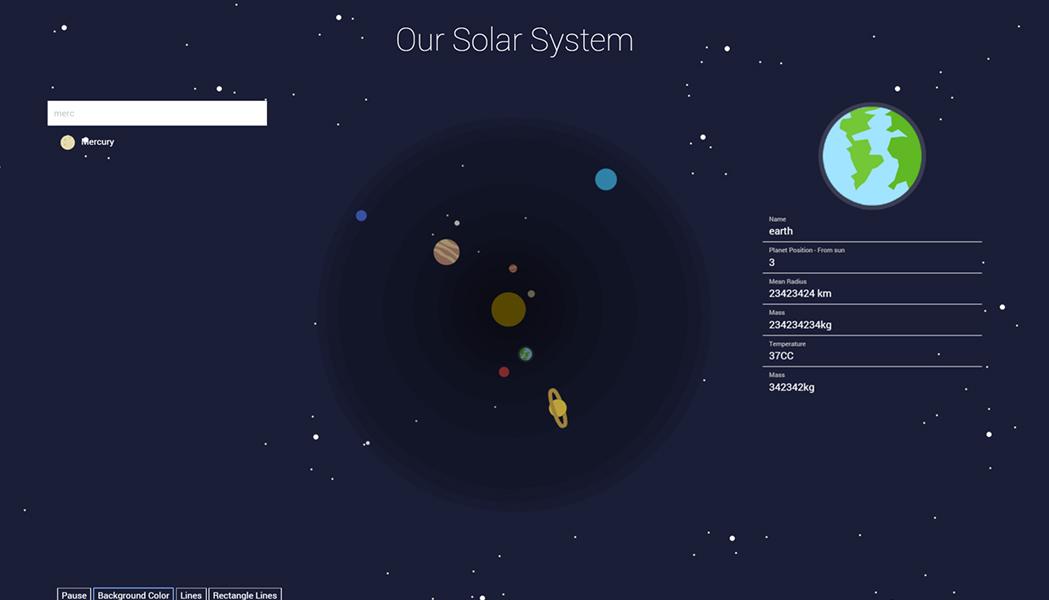 Our Solar System
merc
Mercury
Name
earth
Planet Position - From sun
3
Mean Radius
23423424 km
Mass
234234234kg
Temperature
37CC
Mass
342342kg
Pause
Background Color
Lines
Rectangle Lines